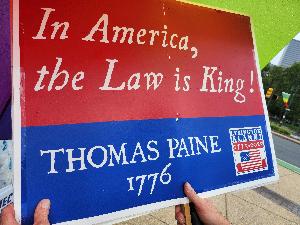 In America,
the Law is King!
THOMAS PAINE
1776